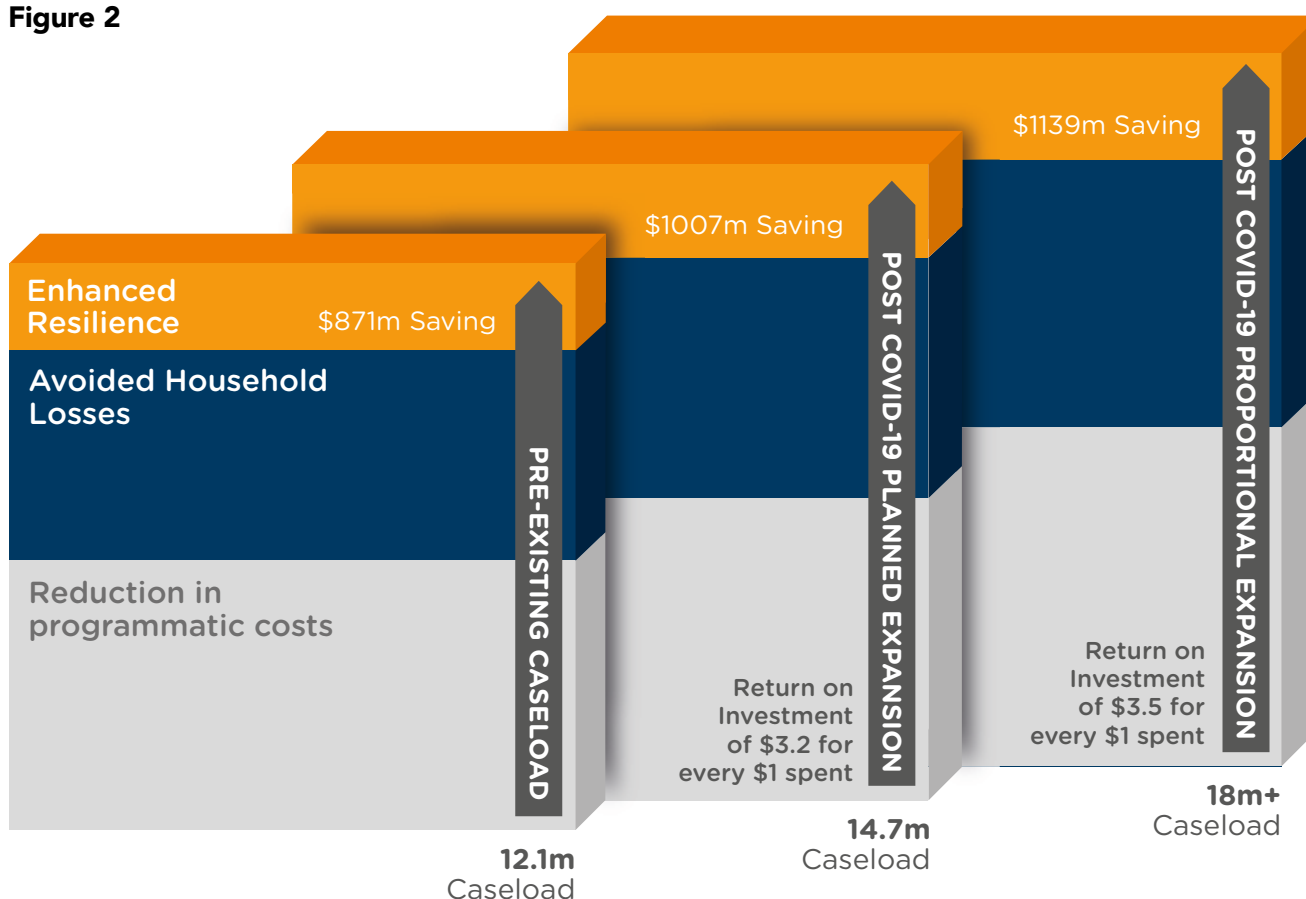 Figure 2
Enhanced
Resilience
$871m Saving
Avoided Household
Losses
Reduction in
programmatic costs
PRE-EXISTING CASELOAD
12.1m
Caseload
$1007m Saving
POST COVID-19 PLANNED EXPANSION
Return on
Investment
of $3.2 for
every $1 spent
14.7m
Caseload
$1139m Saving
POST COVID-19 PROPORTIONAL EXPANSION
Return on
Investment
of $3.5 for
every $1 spent
18m+
Caseload